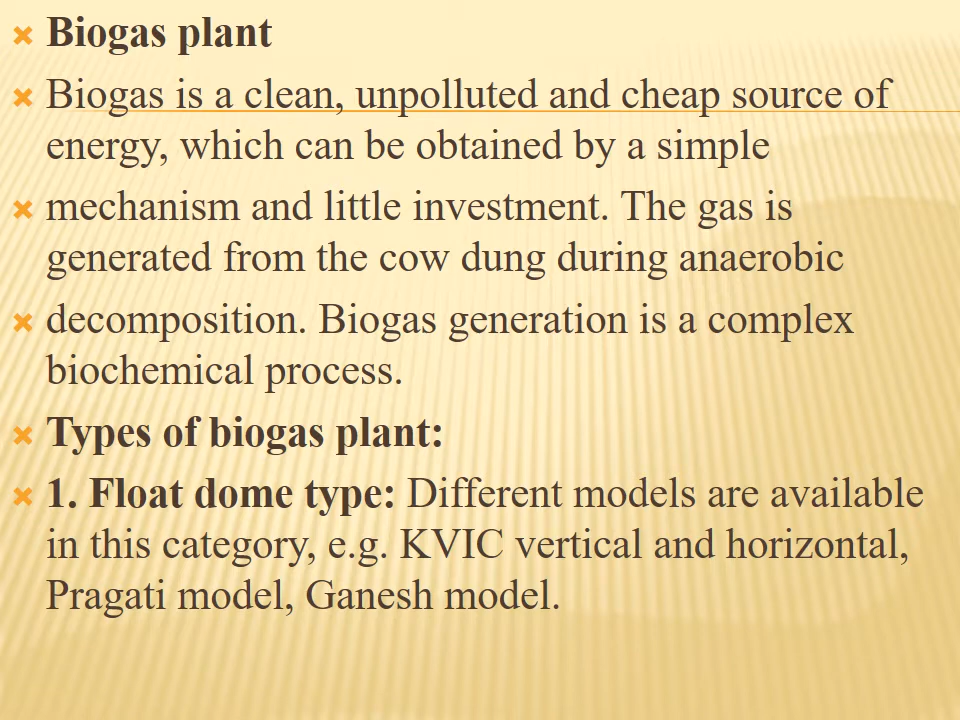 Biogas plant
Biogas is a clean, unpolluted and cheap source of
energy, which can be obtained by a simple
mechanism and little investment. The gas is
generated from the cow dung during anaerobic
decomposition. Biogas generation is a complex
biochemical process.
Types of biogas plant:
1. Float dome type: Different models are available
in this category, e.g. KVIC vertical and horizontal,
Pragati model, Ganesh model.